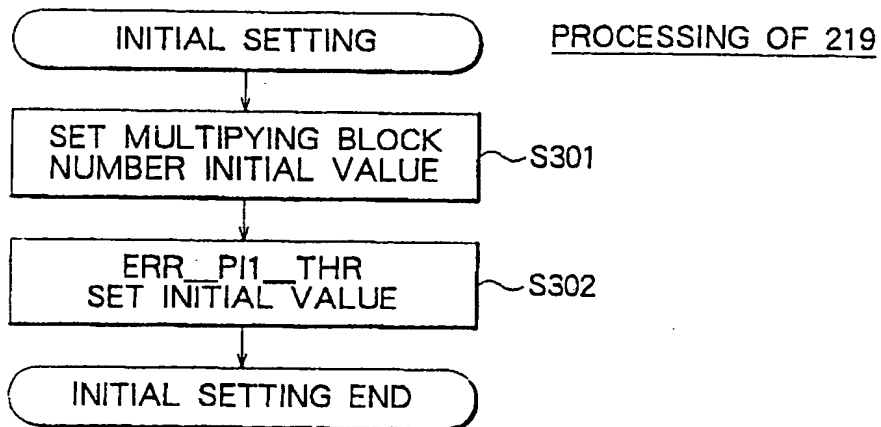 INITIAL SETTING
PROCESSING OF 219
SET MULTIPYING BLOCK
NUMBER INITIAL VALUE
S301
ERR__PI1__THR
SET INITIAL VALUE
S302
INITIAL SETTING END